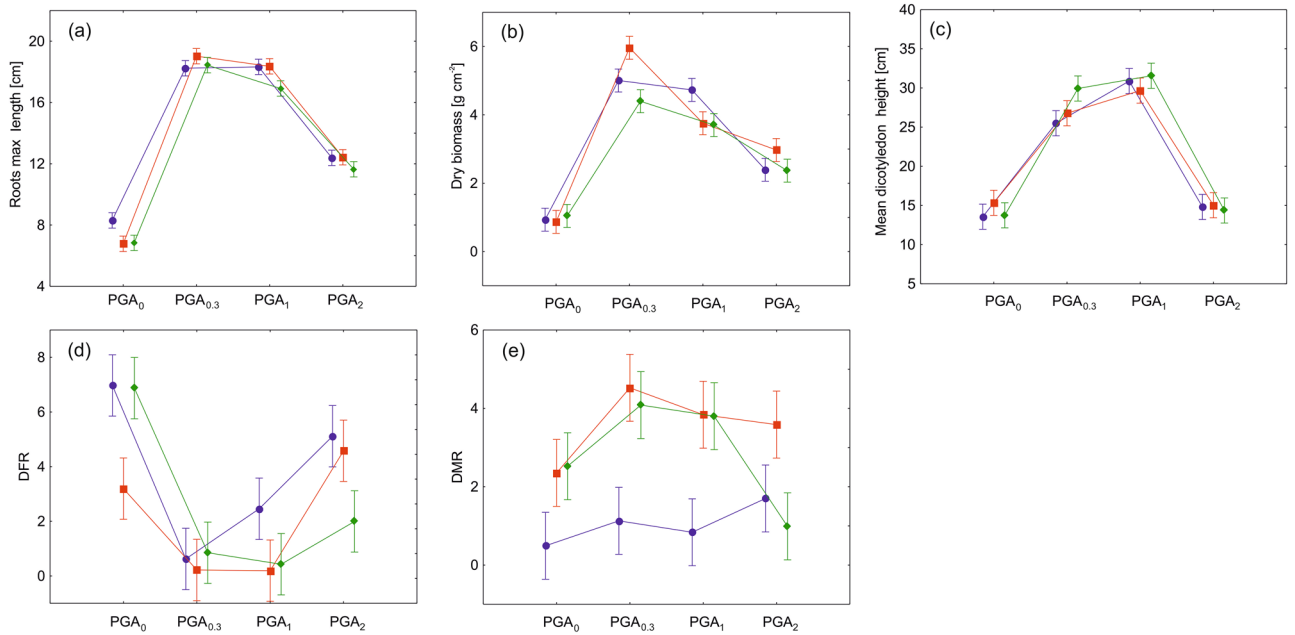 (a)
Roots max length [cm]
20
16
12
8
4
PGA0 PGA0.3 PGA1 PGA2
(b)
Dry biomass [g cm-2]
6
4
2
0
PGA0 PGA0.3 PGA1 PGA2
(c)
Mean dicotyledon height [cm]
40
35
30
25
20
15
10
5
PGA0 PGA0.3 PGA1 PGA2
(d)
DFR
8
6
4
2
0
PGA0 PGA0.3 PGA1 PGA2
(e)
DMR
6
4
2
0
PGA0 PGA0.3 PGA1 PGA2